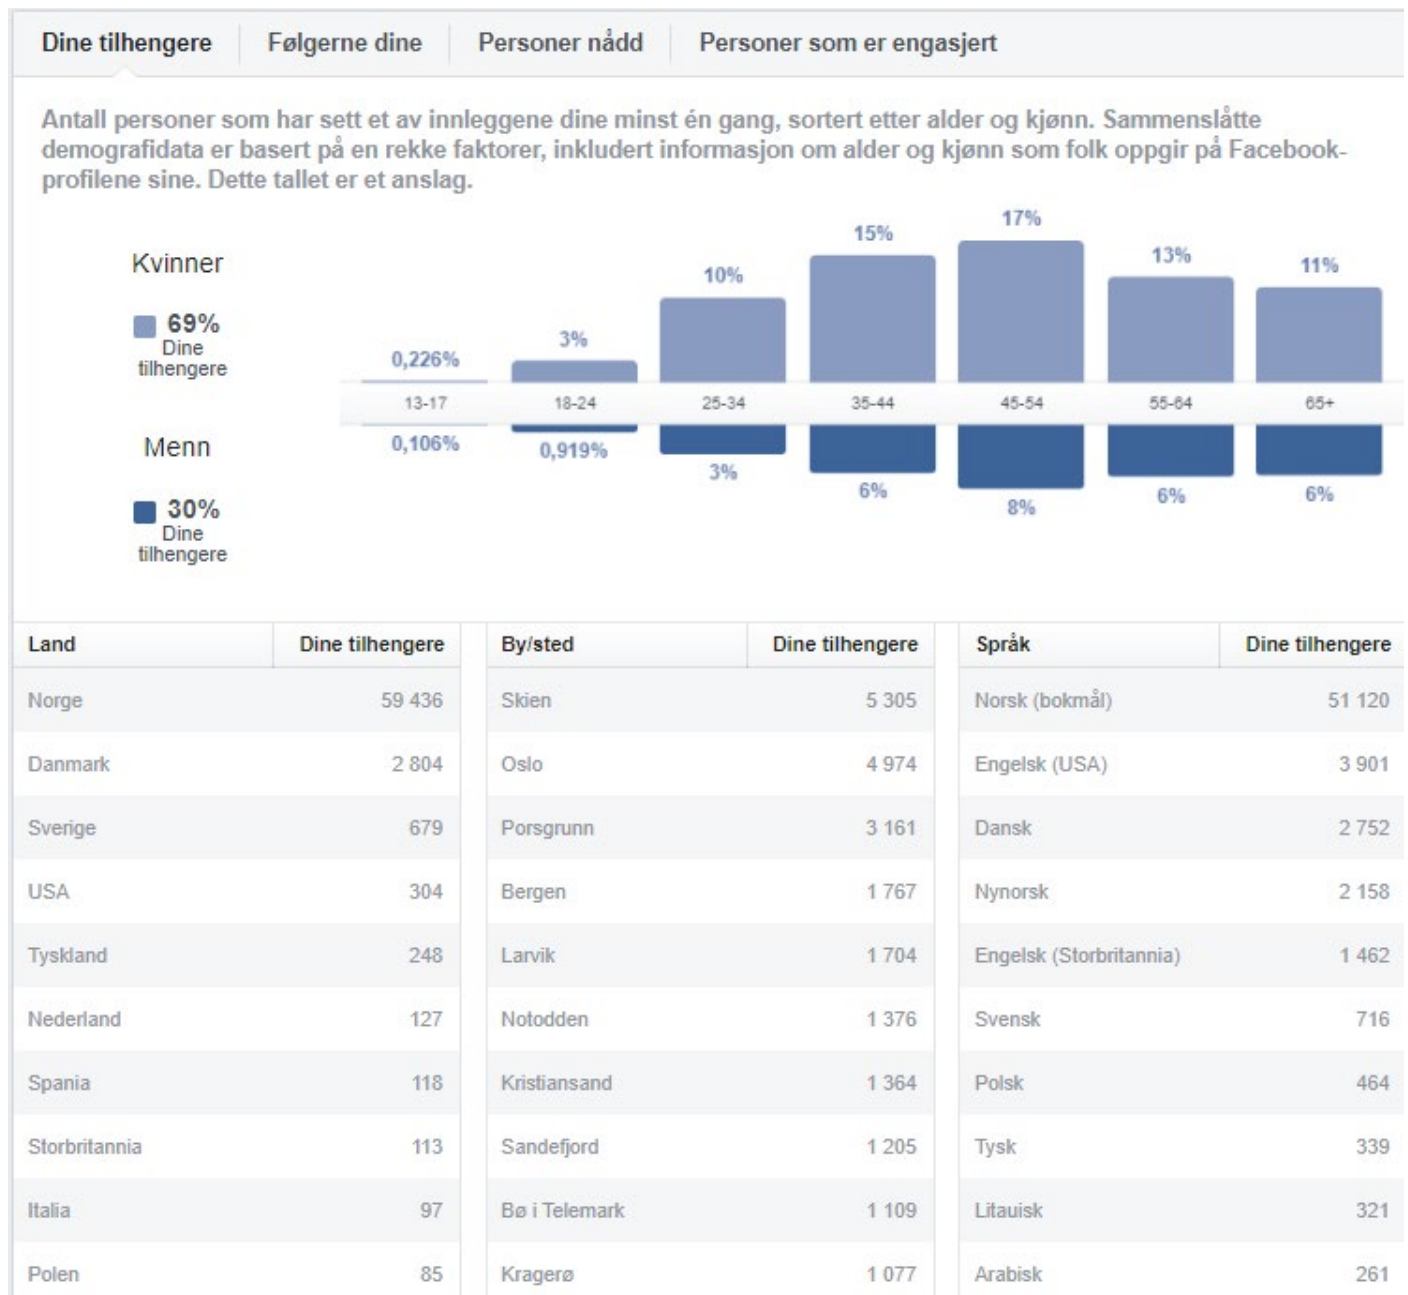 Dine tilhengere Følgerne dine Personer nådd Personer som er engasjert
Antall personer som har sett et av innleggene dine minst én gang, sortert etter alder og kjønn. Sammenslåtte
demografidata er basert på en rekke faktorer, inkludert informasjon om alder og kjønn som folk oppgir på Facebook-
profilene sine. Dette tallet er et anslag.
Kvinner
69%
Dine
tilhengere
0,226% 3% 10% 15% 17% 13% 11%
13-17 18-24 25-34 35-44 45-54 55-64 65+
0,106% 0,919% 3% 6% 8% 6% 6%
Menn
30%
Dine
tilhengere
Land Dine tilhengere By/sted Dine tilhengere Språk Dine tilhengere
Norge 59 436 Skien 5 305 Norsk (bokmål) 51 120
Danmark 2 804 Oslo 4 974 Engelsk (USA) 3 901
Sverige 679 Porsgrunn 3 161 Dansk 2 752
USA 304 Bergen 1 767 Nynorsk 2 158
Tyskland 248 Larvik 1 704 Engelsk (Storbritannia) 1 462
Nederland 127 Notodden 1 376 Svensk 716
Spania 118 Kristiansand 1 364 Polsk 464
Storbritannia 113 Sandefjord 1 205 Tysk 339
Italia 97 Bø i Telemark 1 109 Litauisk 321
Polen 85 Kragerø 1 077 Arabisk 261